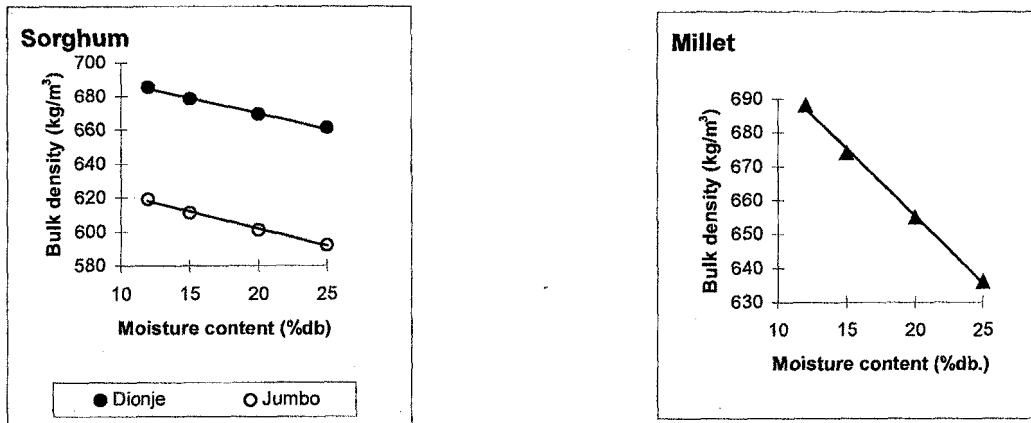 Sorghum
700
680
660
640
620
600
580
Bulk density (kg/m³)
10 15 20 25
Moisture content (%db)
Dionje Jumbo
Millet
690
680
670
660
650
640
630
Bulk density (kg/m³)
10 15 20 25
Moisture content (%db.)